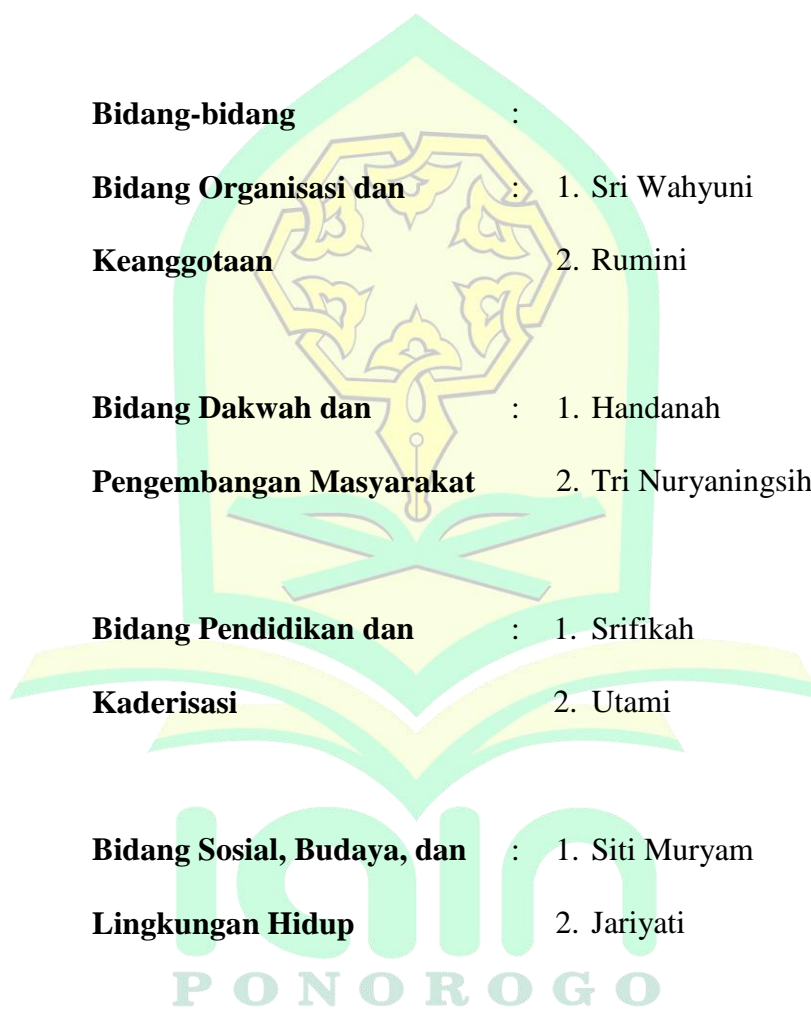 Bidang-bidang :
Bidang Organisasi dan : 1. Sri Wahyuni
Keanggotaan 2. Rumini
Bidang Dakwah dan : 1. Handanah
Pengembangan Masyarakat 2. Tri Nuryaningsih
Bidang Pendidikan dan : 1. Srifikah
Kaderisasi 2. Utami
Bidang Sosial, Budaya, dan : 1. Siti Muryam
Lingkungan Hidup 2. Jariyati
iain
PONOROGO